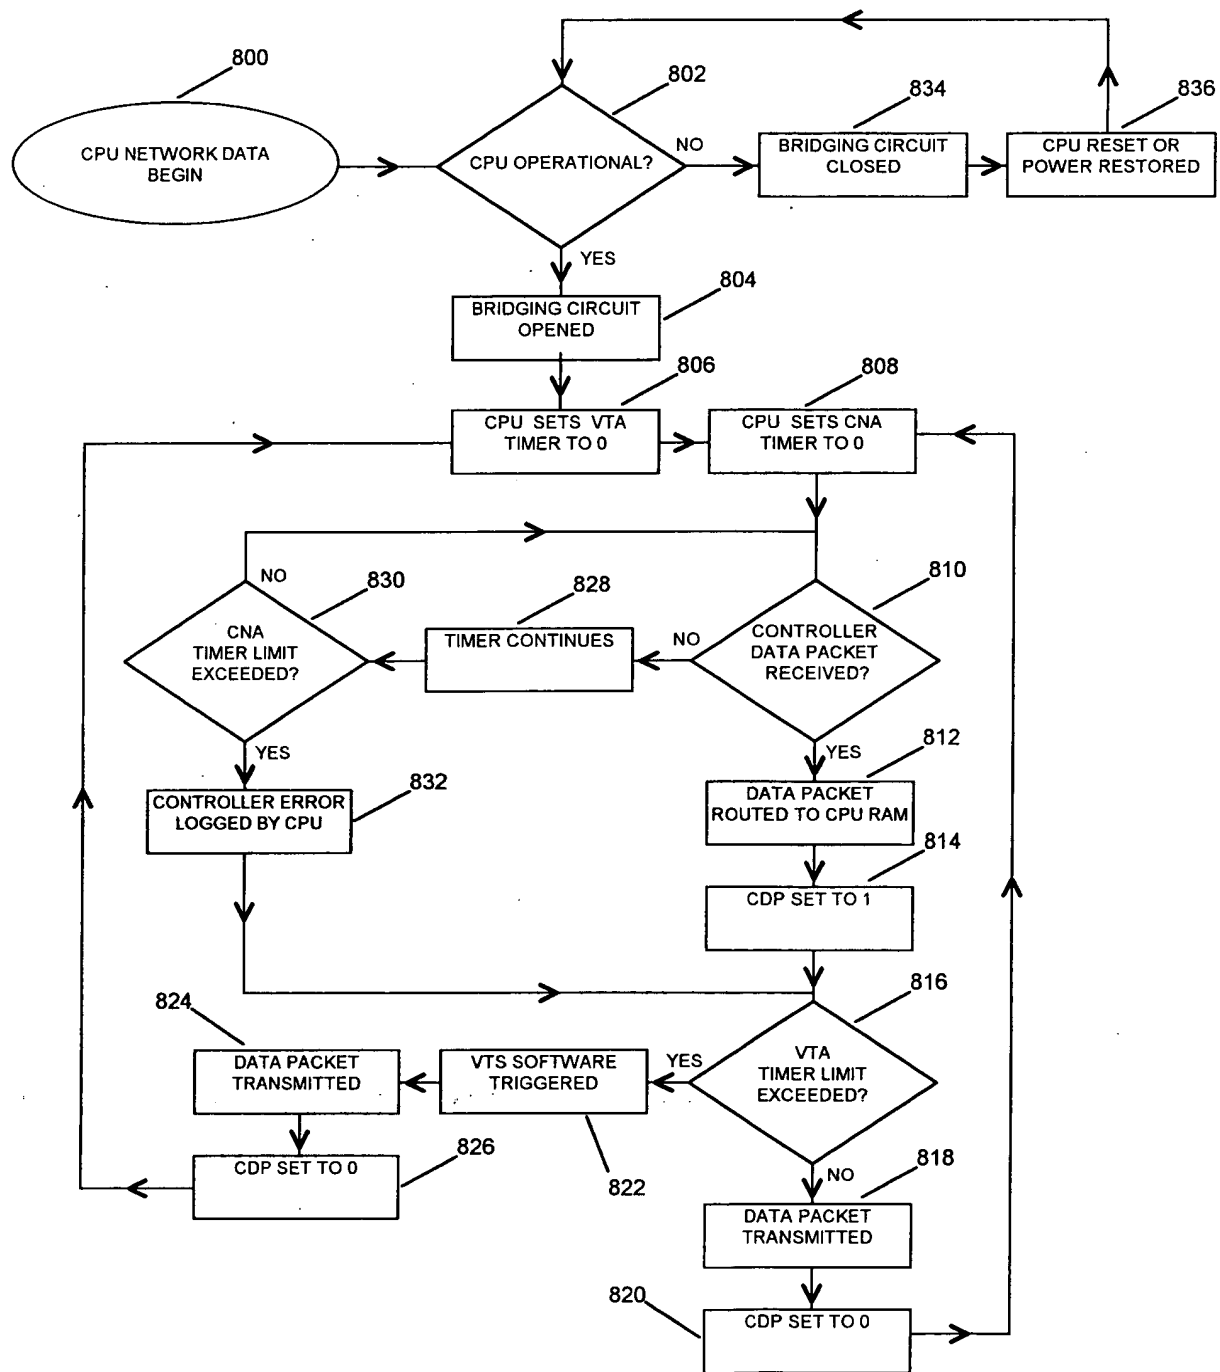 800
CPU NETWORK DATA
BEGIN
802
CPU OPERATIONAL?
NO
834
BRIDGING CIRCUIT
CLOSED
836
CPU RESET OR
POWER RESTORED
YES
804
BRIDGING CIRCUIT
OPENED
806
CPU SETS VTA
TIMER TO 0
808
CPU SETS CNA
TIMER TO 0
810
CONTROLLER
DATA PACKET
RECEIVED?
NO
828
TIMER CONTINUES
830
CNA
TIMER LIMIT
EXCEEDED?
NO
YES
832
CONTROLLER ERROR
LOGGED BY CPU
YES
812
DATA PACKET
ROUTED TO CPU RAM
814
CDP SET TO 1
816
VTA
TIMER LIMIT
EXCEEDED?
YES
VTS SOFTWARE
TRIGGERED
822
824
DATA PACKET
TRANSMITTED
826
CDP SET TO 0
NO
818
DATA PACKET
TRANSMITTED
820
CDP SET TO 0